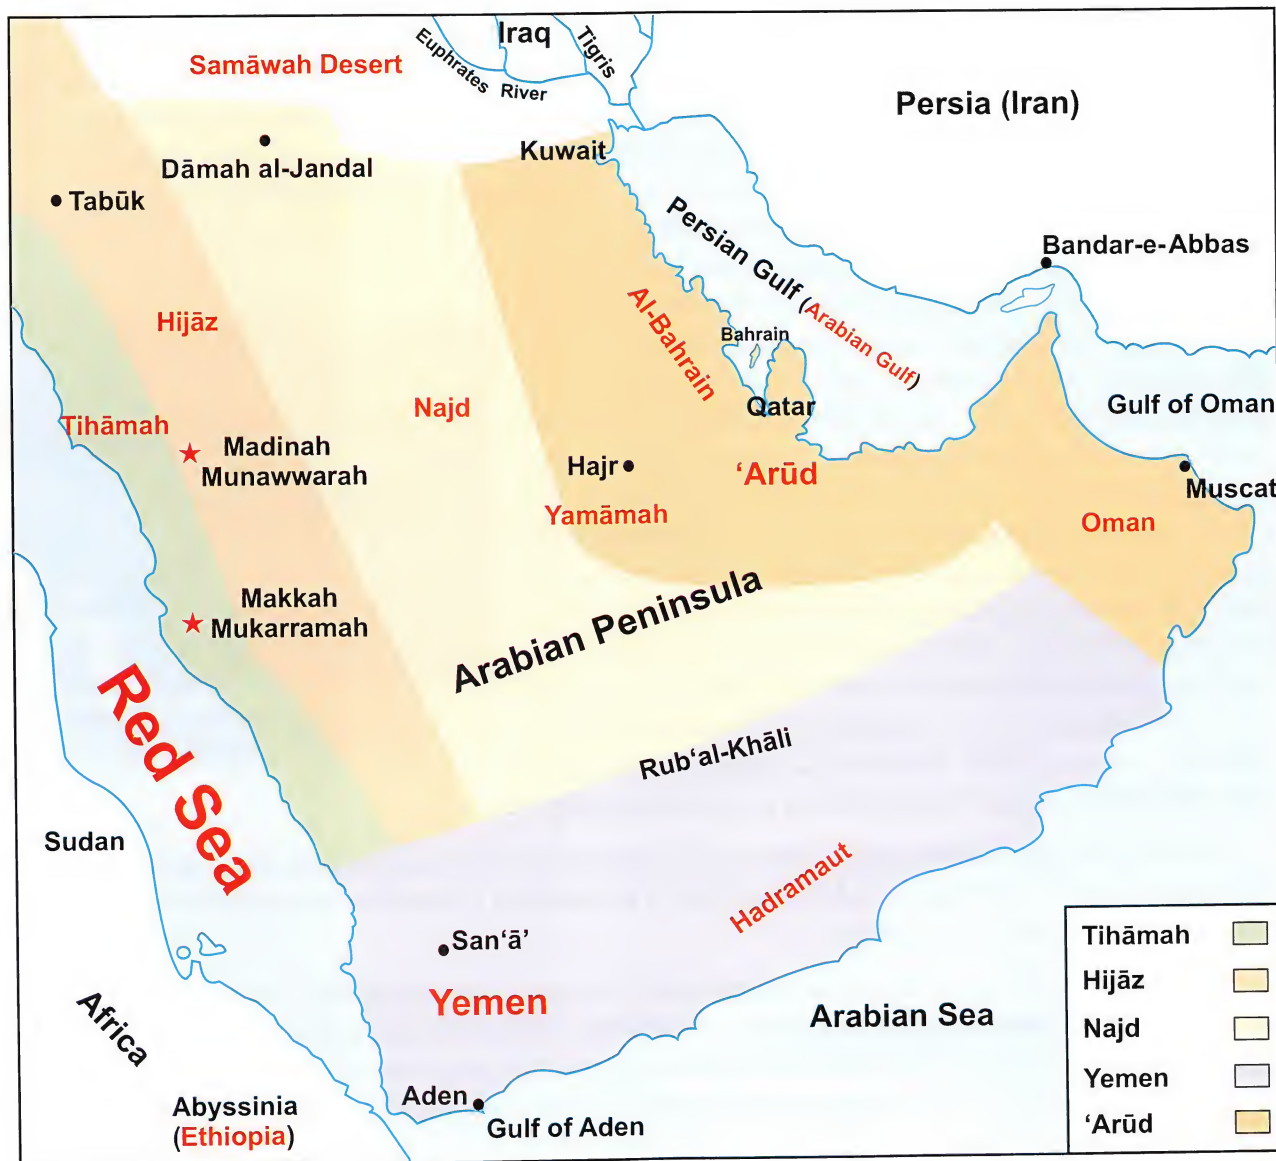 Iraq
Tigris
Euphrates River
Samāwah Desert
Persia (Iran)
Kuwait
Dāmah al-Jandal
Tabūk
Persian Gulf (Arabian Gulf)
Bandar-e-Abbas
Hijāz
Al-Bahrain
Bahrain
Najd
Qatar
Gulf of Oman
Tihāmah
Madinah
Munawwarah
Hajr
‘Arūd
Muscat
Yamāmah
Oman
Makkah
Mukarramah
Arabian Peninsula
Red Sea
Rub‘al-Khāli
Sudan
Hadramaut
San‘ā’
Yemen
Africa
Arabian Sea
Aden
Gulf of Aden
Abyssinia
(Ethiopia)
Tihāmah
Hijāz
Najd
Yemen
‘Arūd